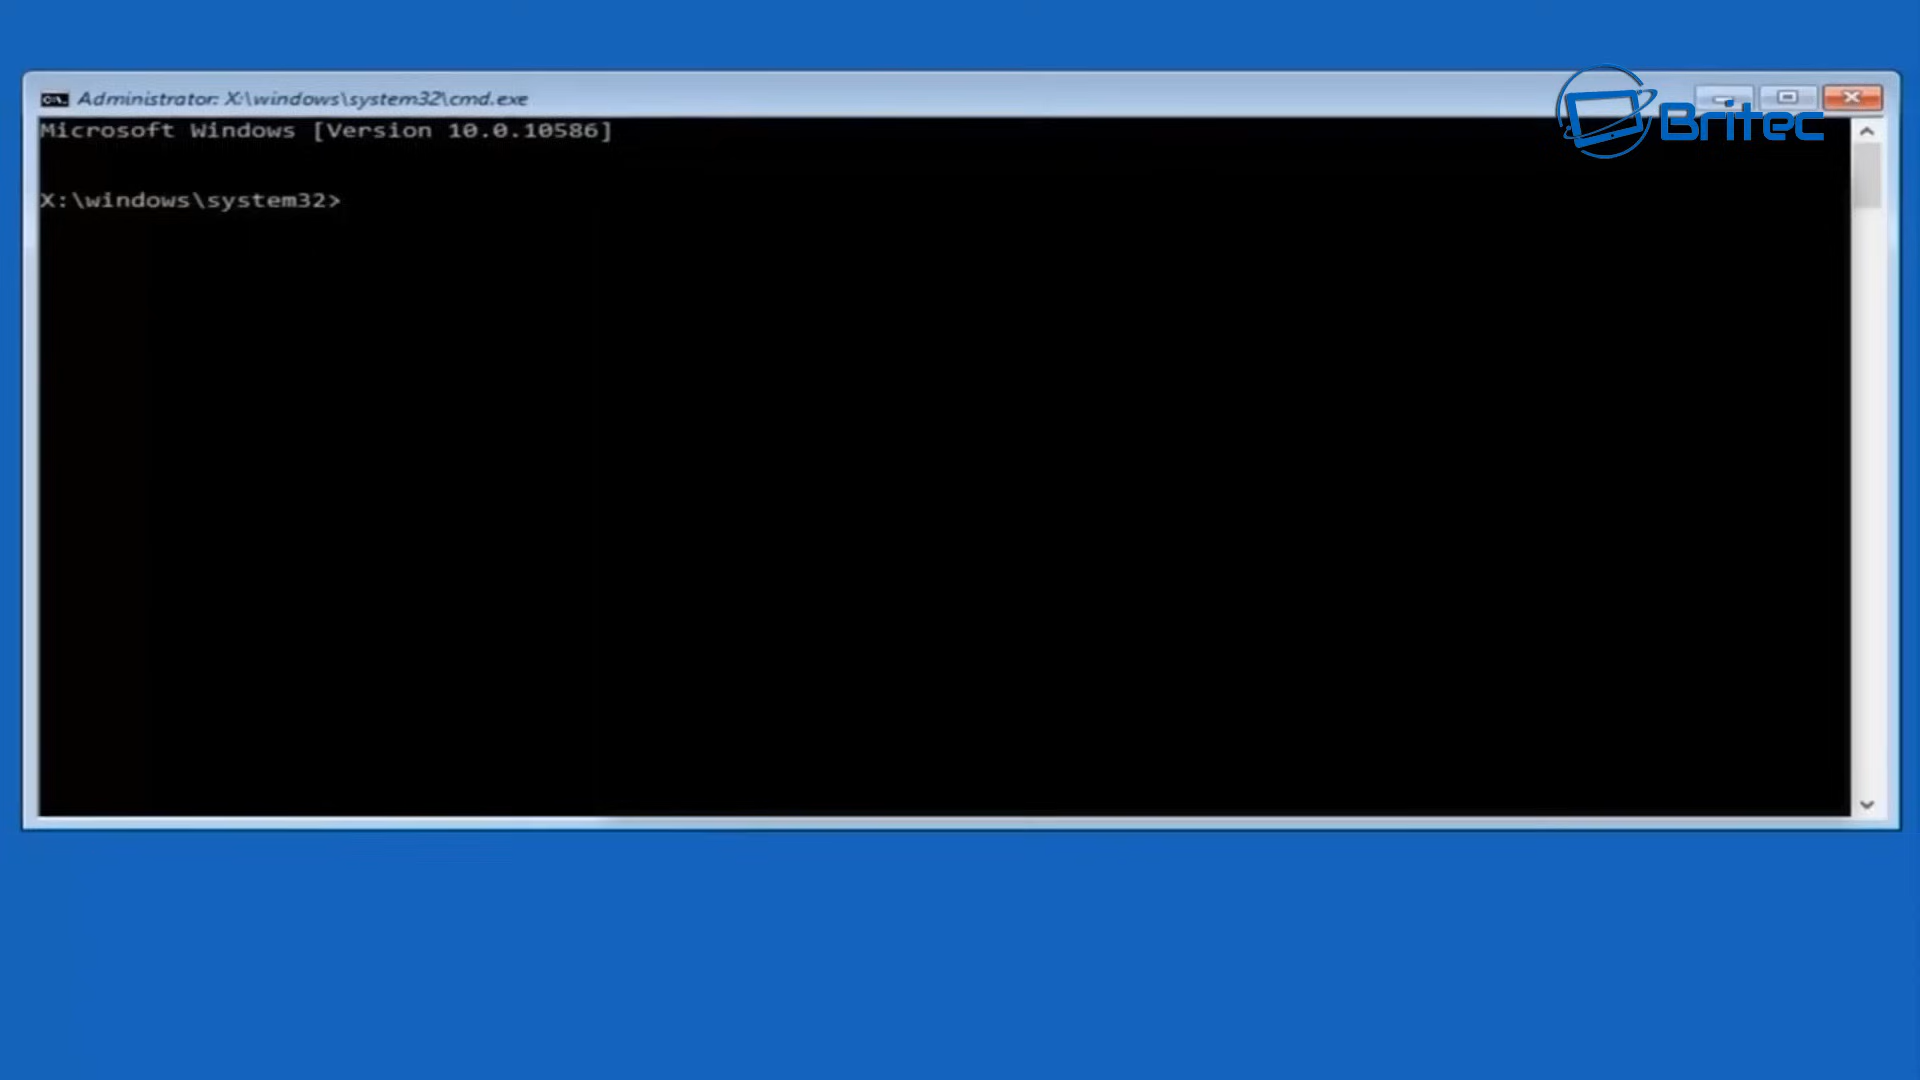 Administrator: X:\windows\system32\cmd.exe
Britec
Microsoft Windows [Version 10.0.10586]
X:\windows\system32>